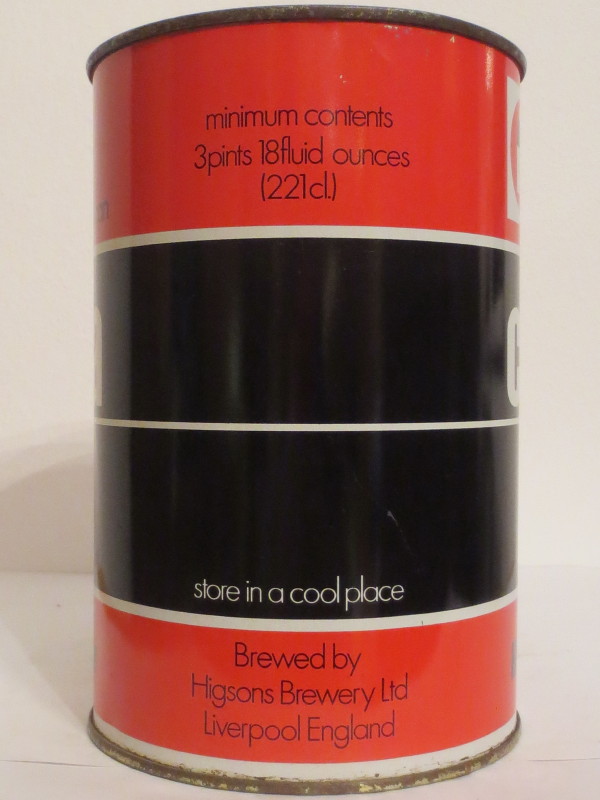 minimum contents
3pints 18fluid ounces
(221cl.)
store in a cool place
Brewed by
Higsons Brewery Ltd
Liverpool England